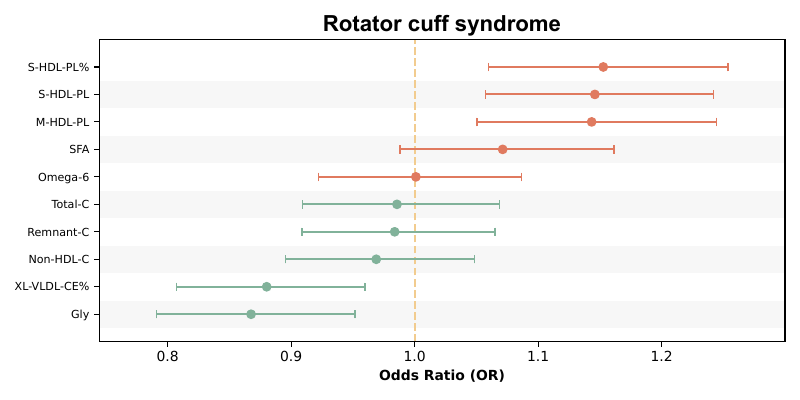 Rotator cuff syndrome
S-HDL-PL%
S-HDL-PL
M-HDL-PL
SFA
Omega-6
Total-C
Remnant-C
Non-HDL-C
XL-VLDL-CE%
Gly
0.8 0.9 1.0 1.1 1.2
Odds Ratio (OR)